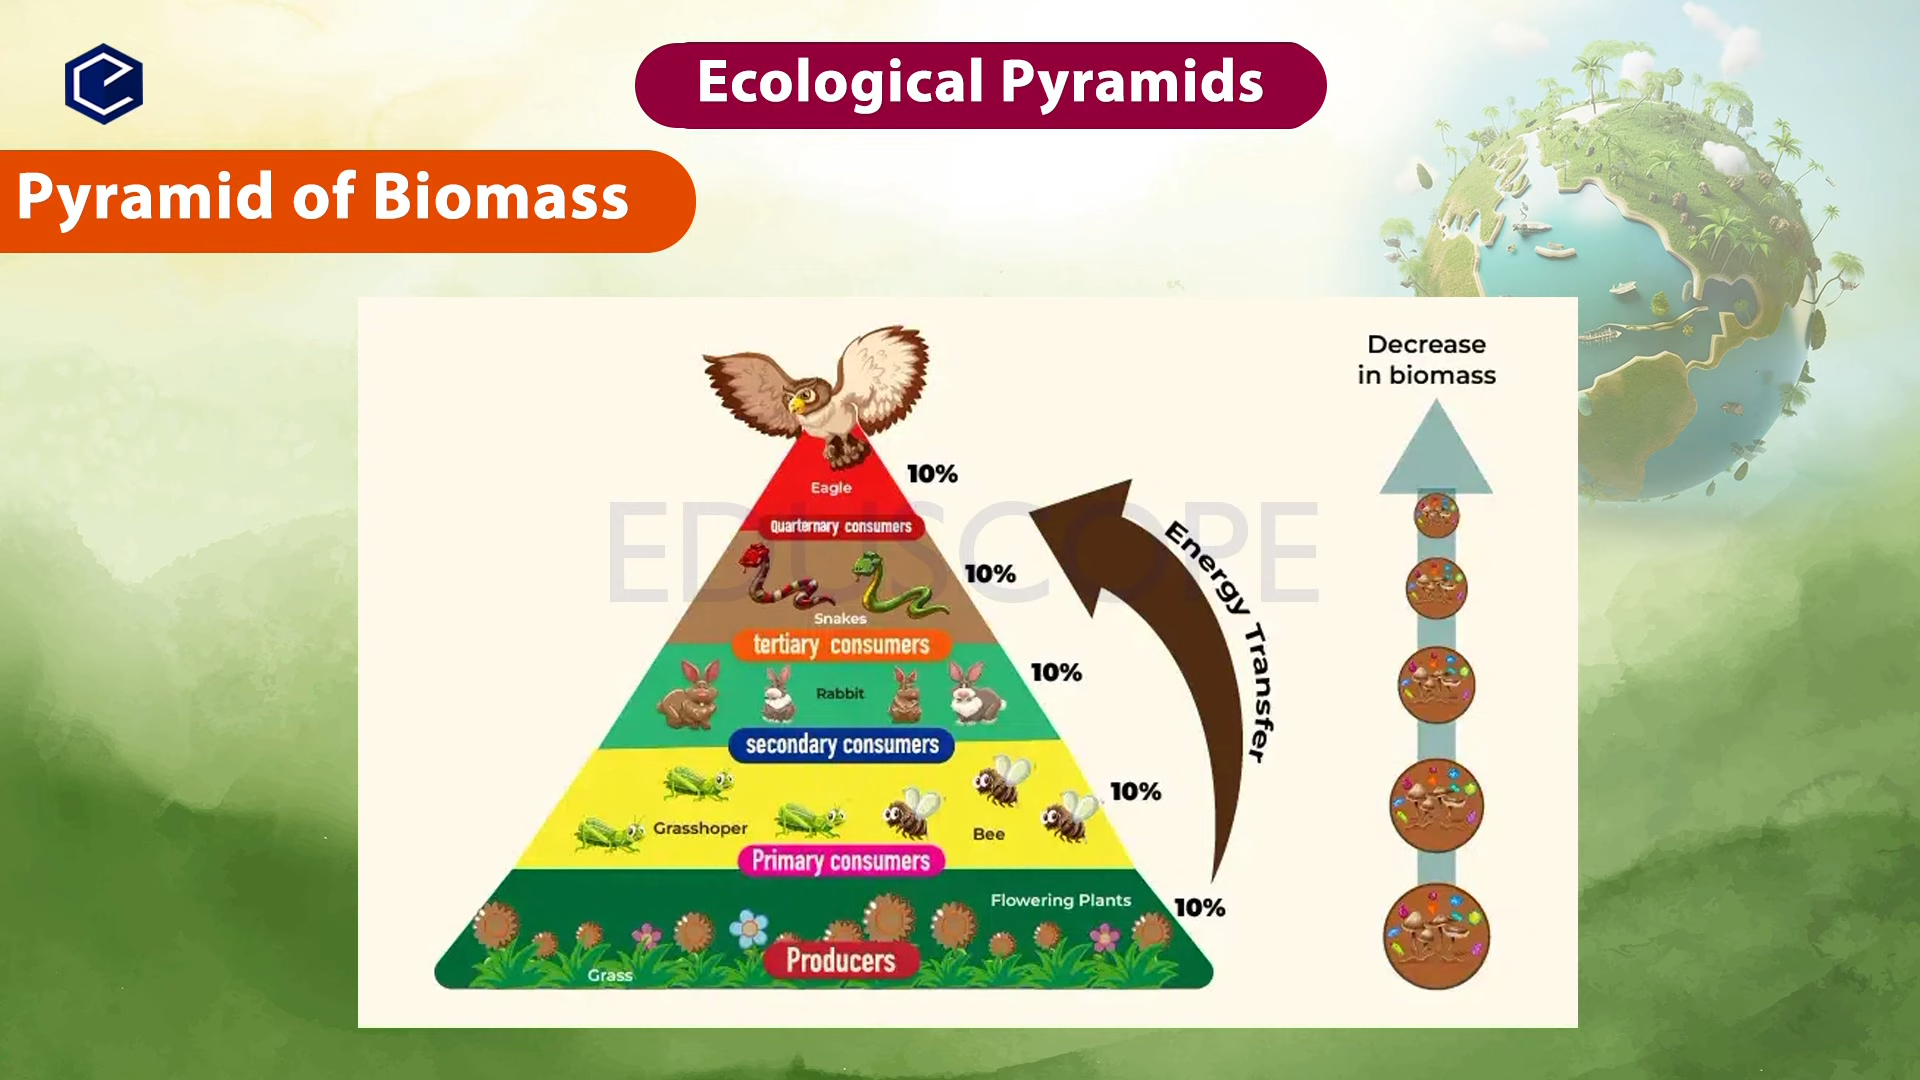 Ecological Pyramids
Pyramid of Biomass
Decrease
in biomass
10%
Eagle
Quarternary consumers
EDUSCOPE
10%
Snakes
tertiary consumers
Energy Transfer
10%
Rabbit
secondary consumers
10%
Grasshoper
Bee
Primary consumers
Flowering Plants
10%
Producers
Grass